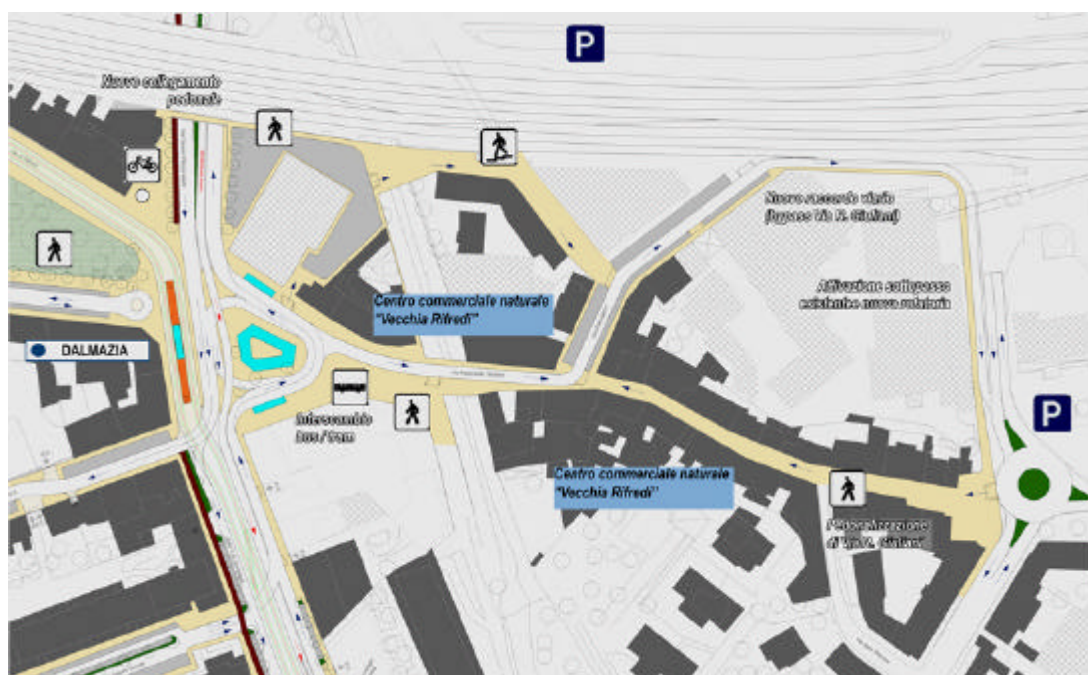 P
Nuovo collegamento
pedonale
Nuovo raccordo viario
(bypass Via R. Giuliani)
Attivazione sottopasso
esistente e nuova rotatoria
Centro commerciale naturale
"Vecchia Rifredi"
DALMAZIA
P
Interscambio
bus / tram
Centro commerciale naturale
"Vecchia Rifredi"
Pedonalizzazione
di Via R. Giuliani